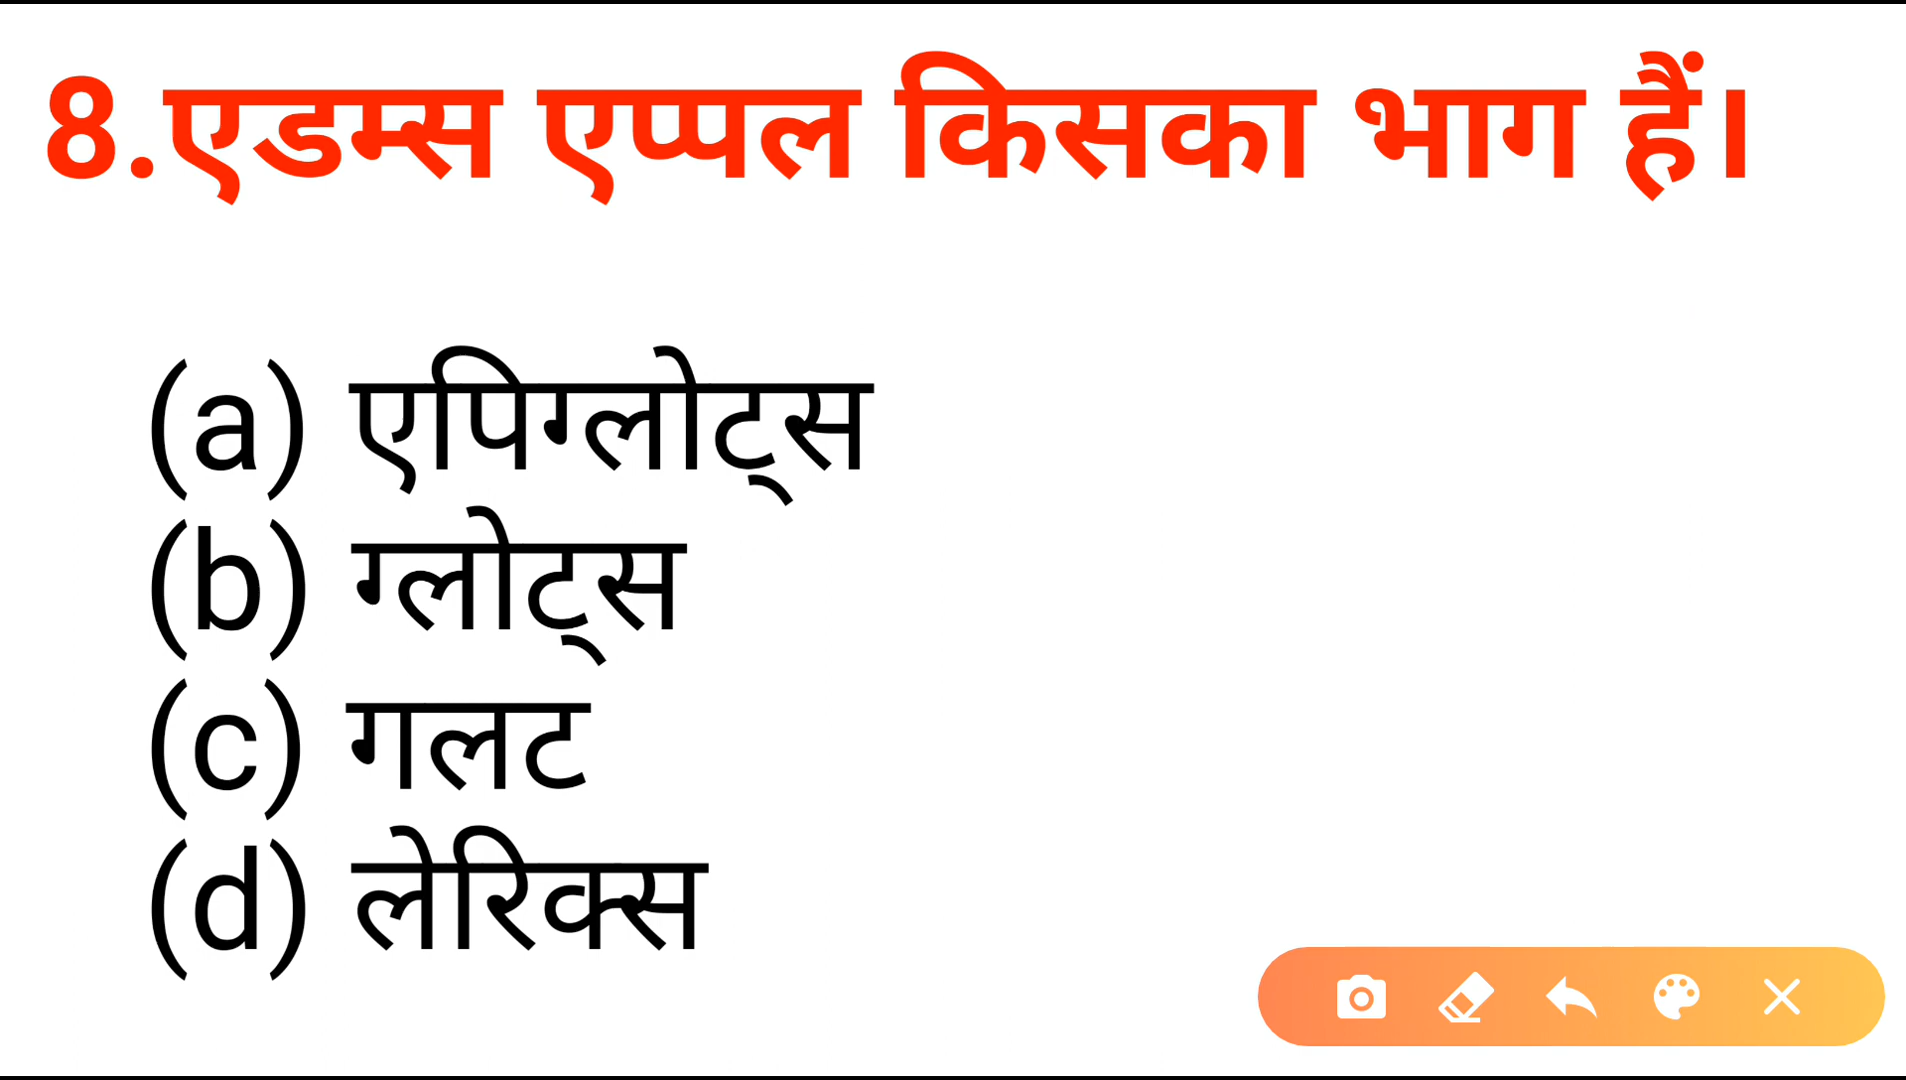 8.एडम्स एप्पल किसका भाग हैं।
(a) एपिग्लोट्स
(b) ग्लोट्स
(c) गलट
(d) लेरिक्स